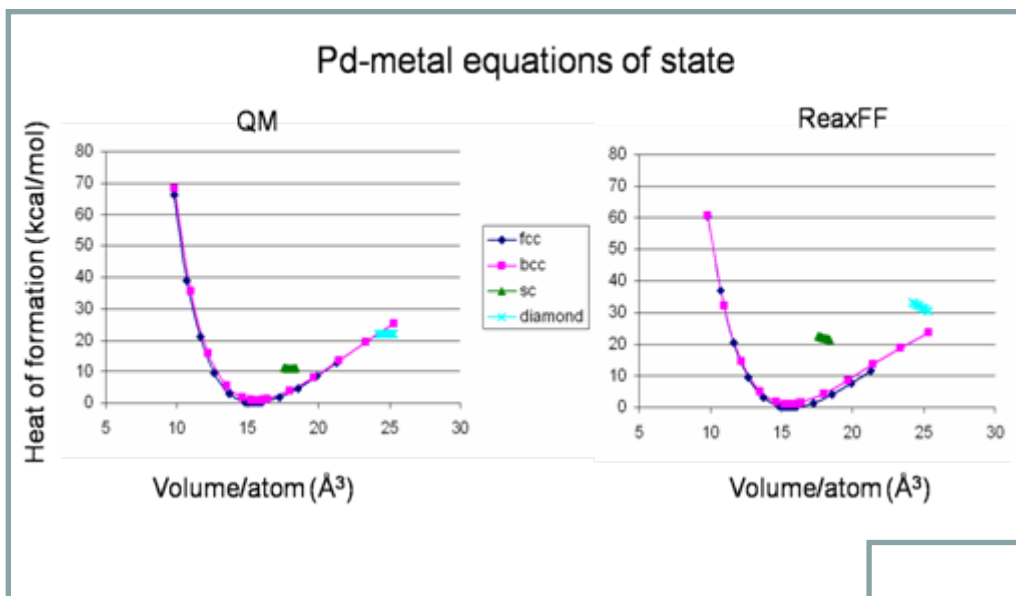 Pd-metal equations of state
QM
Heat of formation (kcal/mol)
80
70
60
50
40
30
20
10
0
5 10 15 20 25 30
Volume/atom (Å³)
fcc
bcc
sc
diamond
ReaxFF
80
70
60
50
40
30
20
10
0
5 10 15 20 25 30
Volume/atom (Å³)